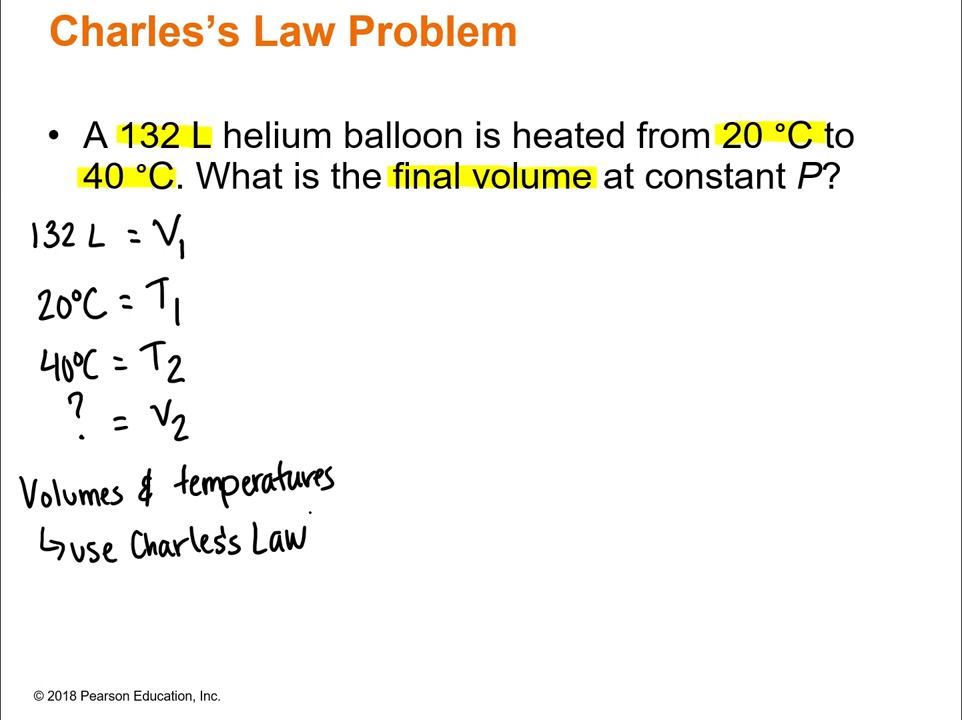 Charles’s Law Problem
• A 132 L helium balloon is heated from 20 °C to
40 °C. What is the final volume at constant P?
132 L = V₁
20°C = T₁
40°C = T₂
? = V₂
Volumes & temperatures
↳ use Charles's Law
© 2018 Pearson Education, Inc.